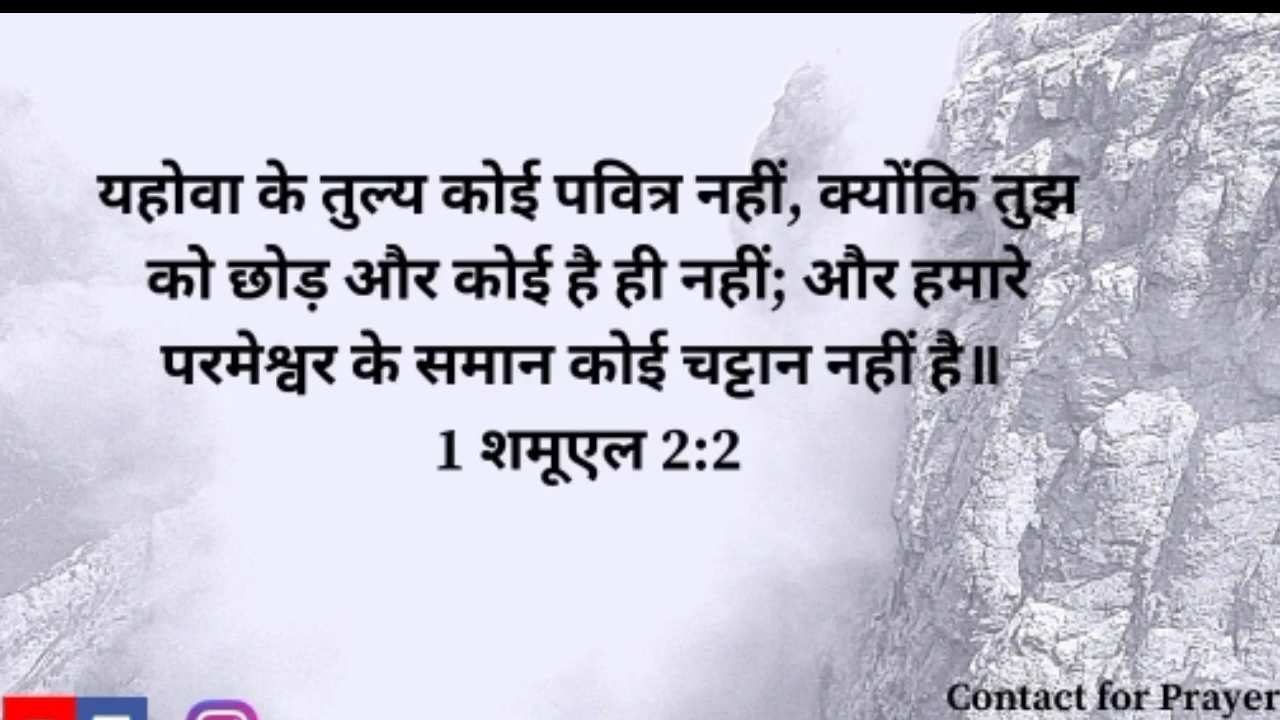 यहोवा के तुल्य कोई पवित्र नहीं, क्योंकि तुझ
को छोड़ और कोई है ही नहीं; और हमारे
परमेश्वर के समान कोई चट्टान नहीं है॥
1 शमूएल 2:2
Contact for Prayer